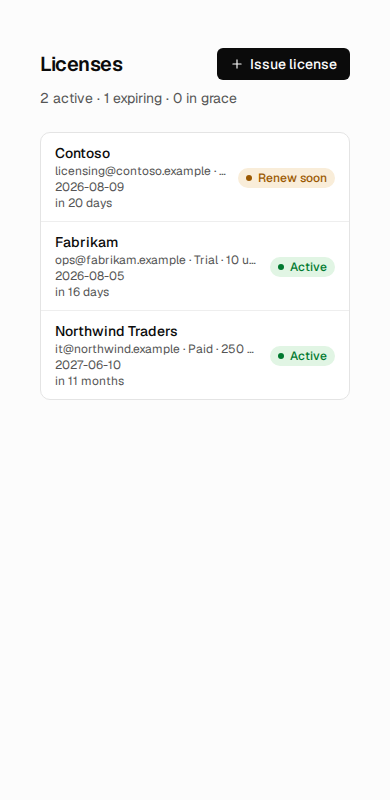 Licenses
+ Issue license
2 active · 1 expiring · 0 in grace
Contoso
licensing@contoso.example · …
2026-08-09
in 20 days
Renew soon
Fabrikam
ops@fabrikam.example · Trial · 10 u…
2026-08-05
in 16 days
Active
Northwind Traders
it@northwind.example · Paid · 250 …
2027-06-10
in 11 months
Active